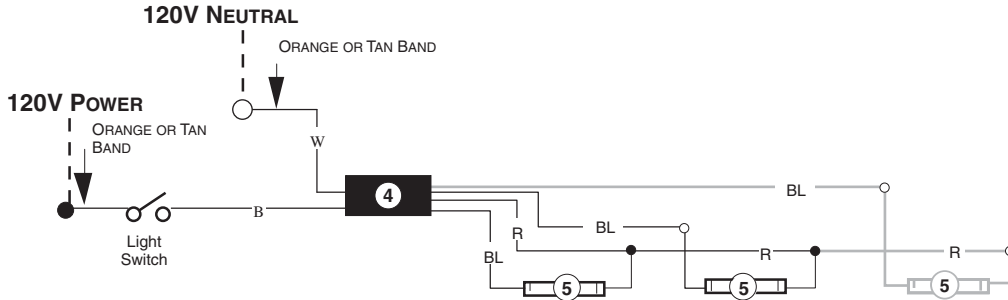 120V NEUTRAL
ORANGE OR TAN BAND
120V POWER
ORANGE OR TAN
BAND
W
4
BL
B
Light
Switch
BL
R
BL
R
R
5
5
5